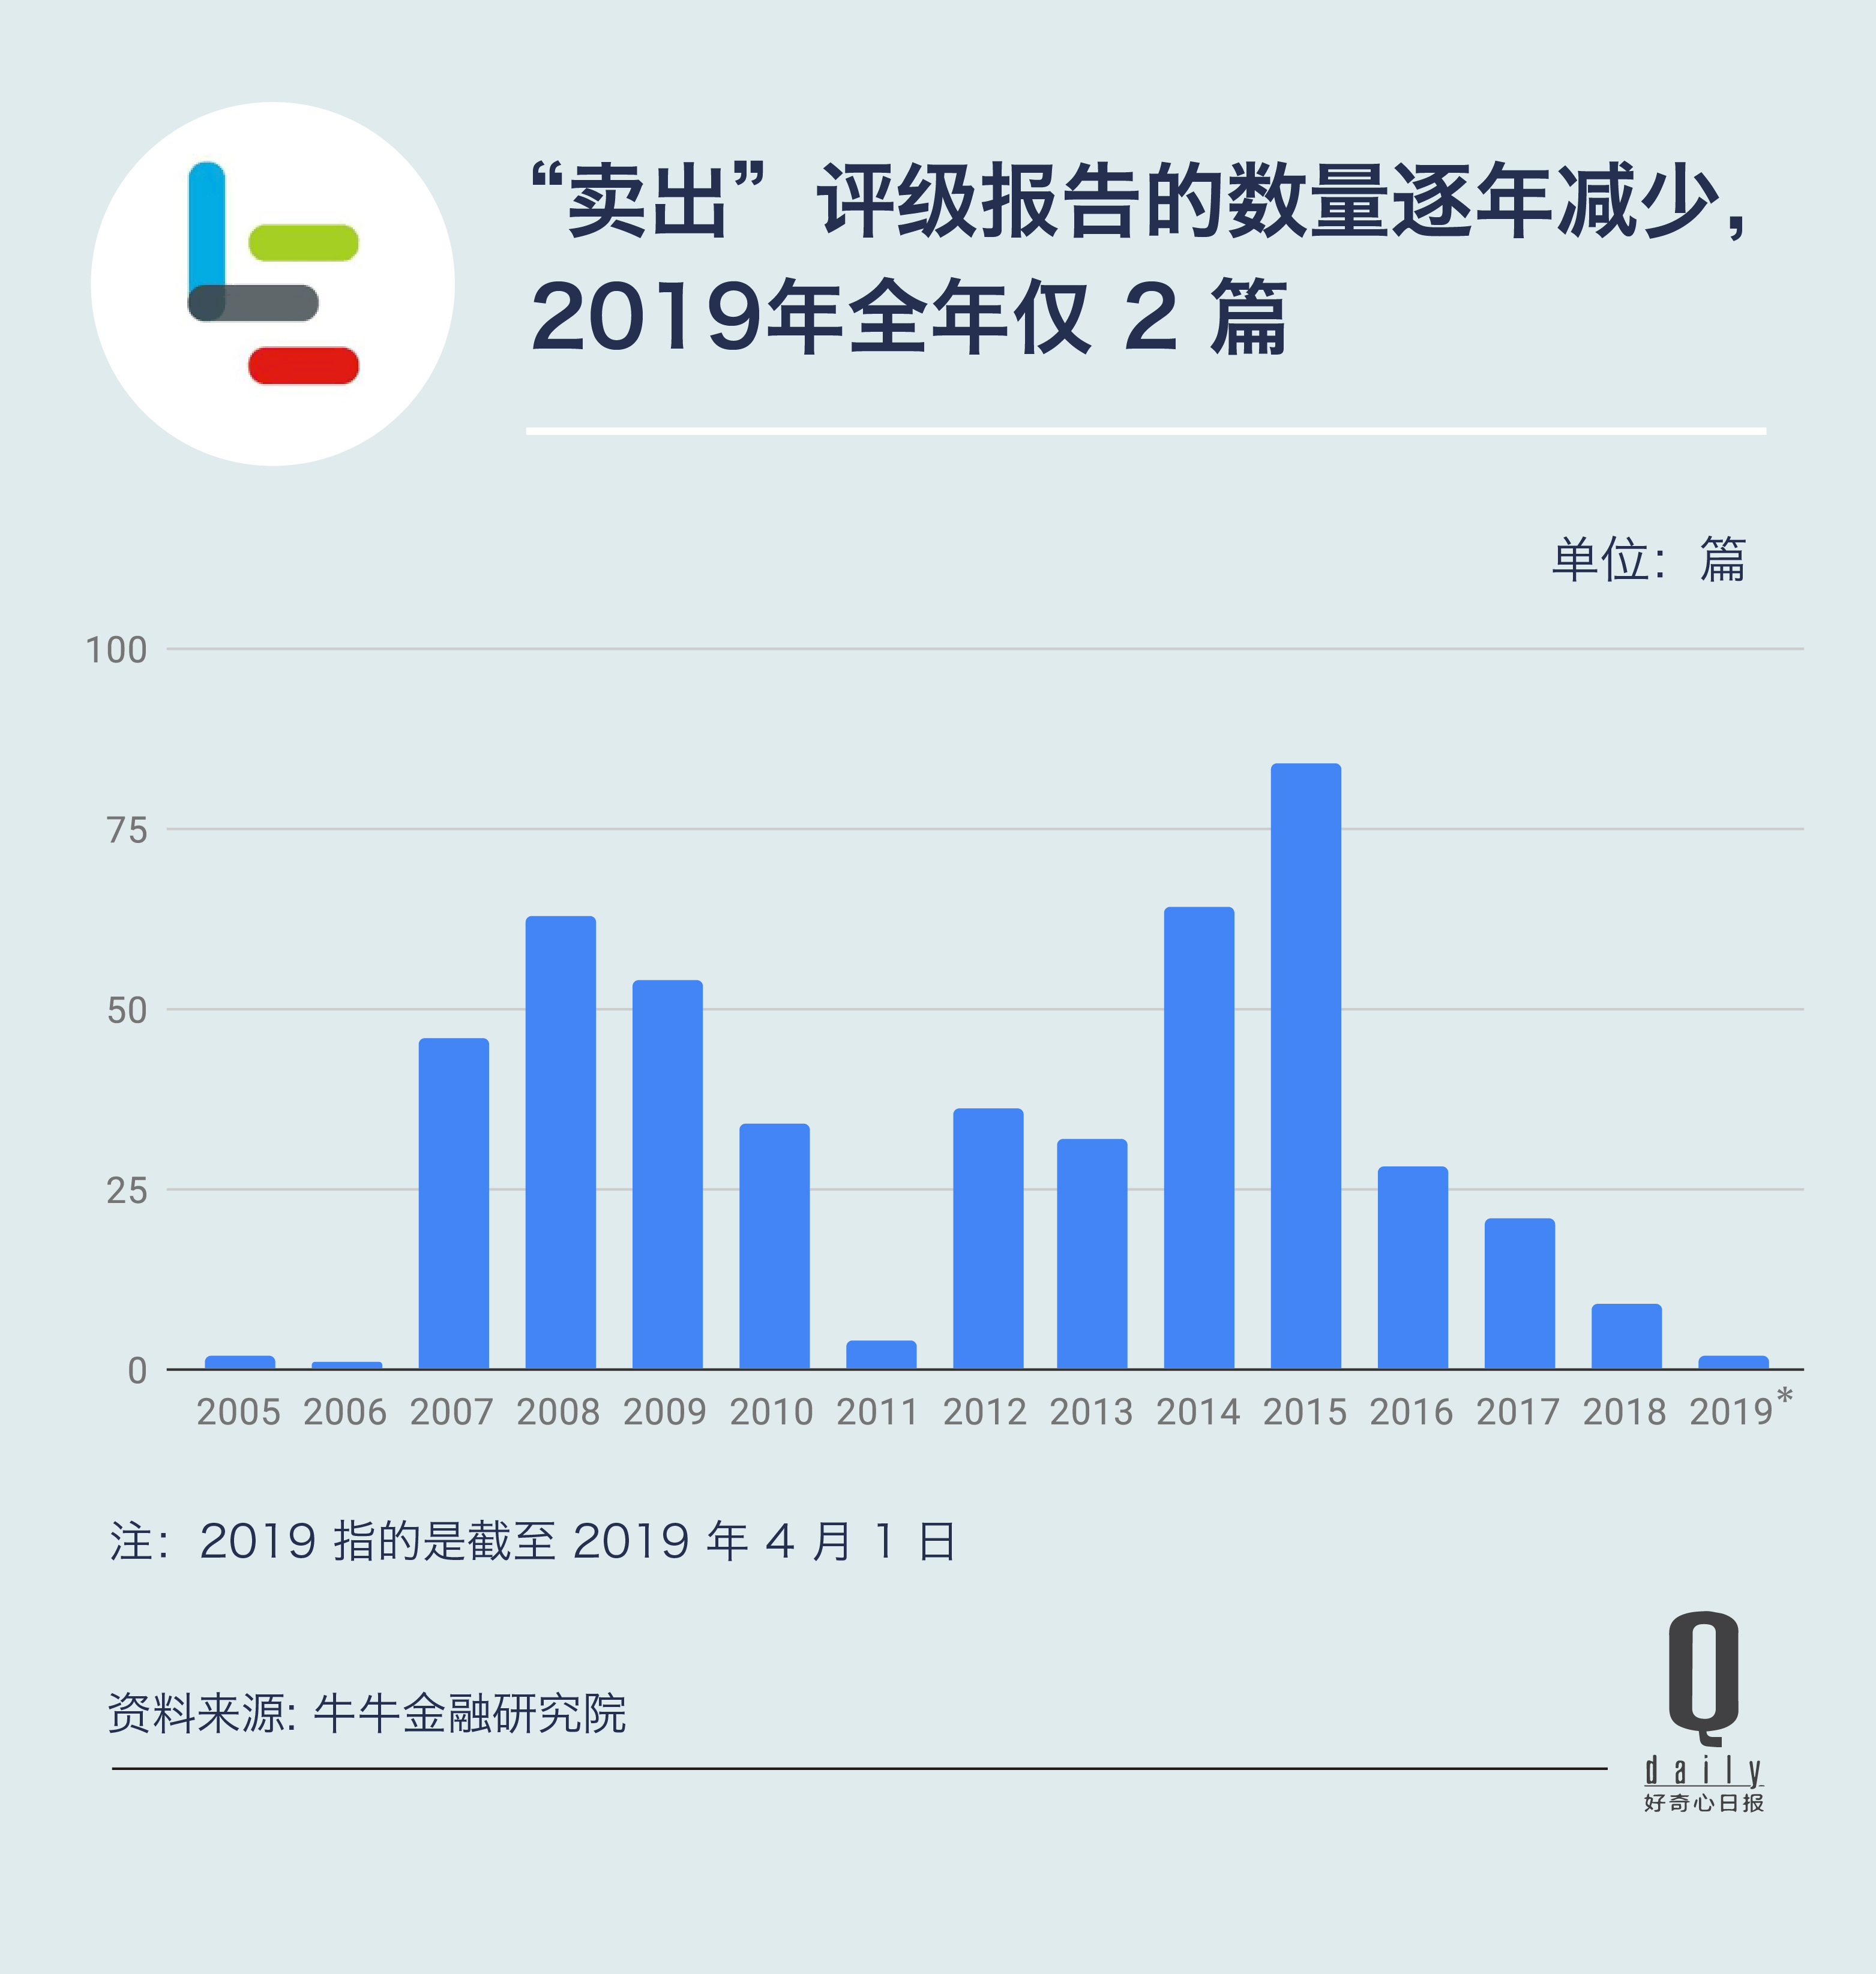 “卖出”评级报告的数量逐年减少，
2019年全年仅 2 篇
单位：篇
100
75
50
25
0
2005 2006 2007 2008 2009 2010 2011 2012 2013 2014 2015 2016 2017 2018 2019*
注：2019 指的是截至 2019 年 4 月 1 日
资料来源: 牛牛金融研究院
Q
daily
好奇心日报